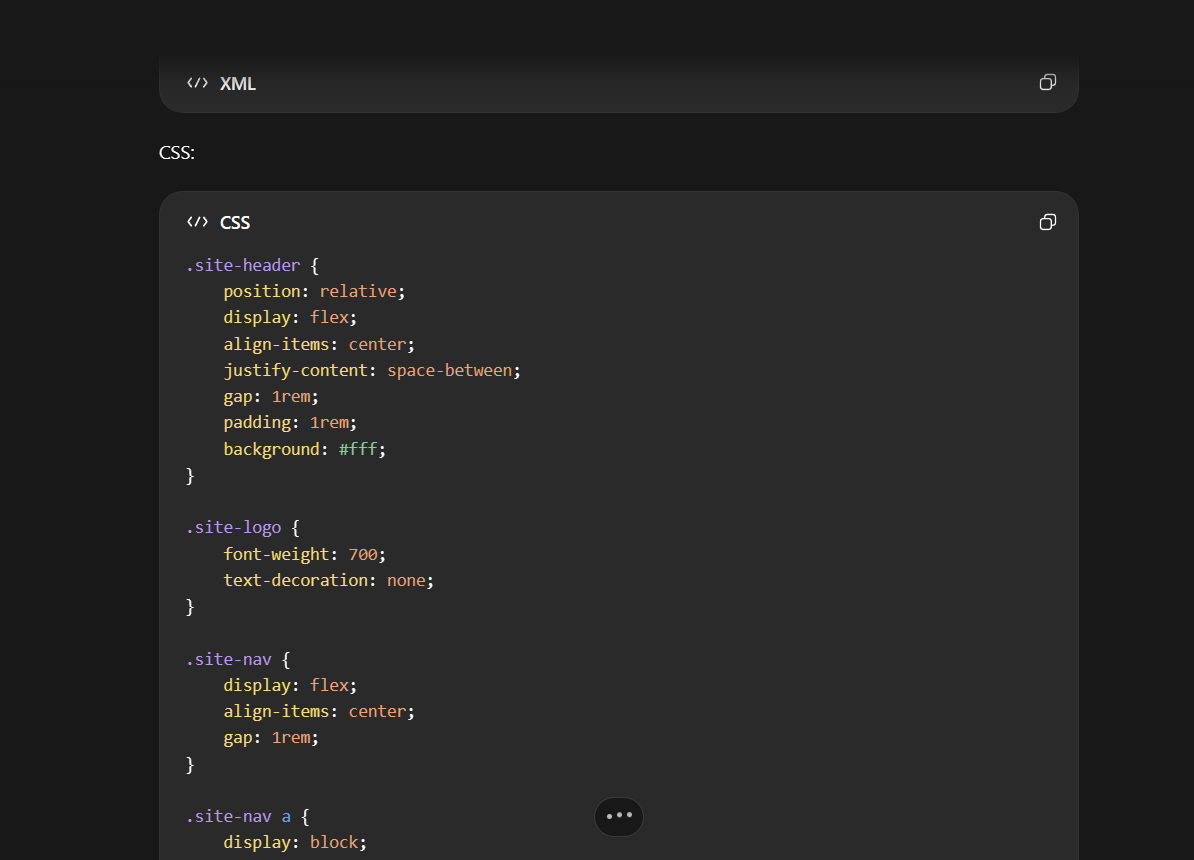 </> XML
CSS:
</> CSS
.site-header {
    position: relative;
    display: flex;
    align-items: center;
    justify-content: space-between;
    gap: 1rem;
    padding: 1rem;
    background: #fff;
}

.site-logo {
    font-weight: 700;
    text-decoration: none;
}

.site-nav {
    display: flex;
    align-items: center;
    gap: 1rem;
}

.site-nav a {
    display: block;